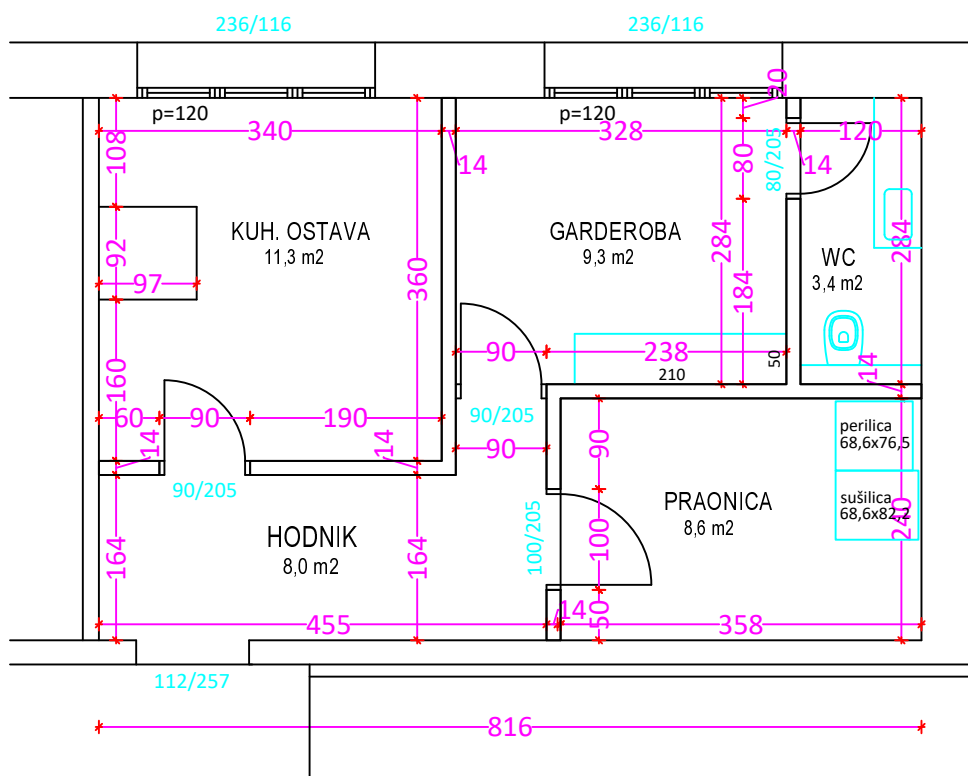 236/116
236/116
p=120
p=120
20
340
328
120
108
14
80
80/205
14
KUH. OSTAVA
11,3 m2
GARDEROBA
9,3 m2
WC
3,4 m2
92
97
360
284
184
284
160
90
238
210
50
14
60
90
190
90/205
14
14
90
90
perilica
68,6x76,5
90/205
sušilica
68,6x82,2
240
HODNIK
8,0 m2
PRAONICA
8,6 m2
100/205
100
164
164
455
14
50
358
112/257
816